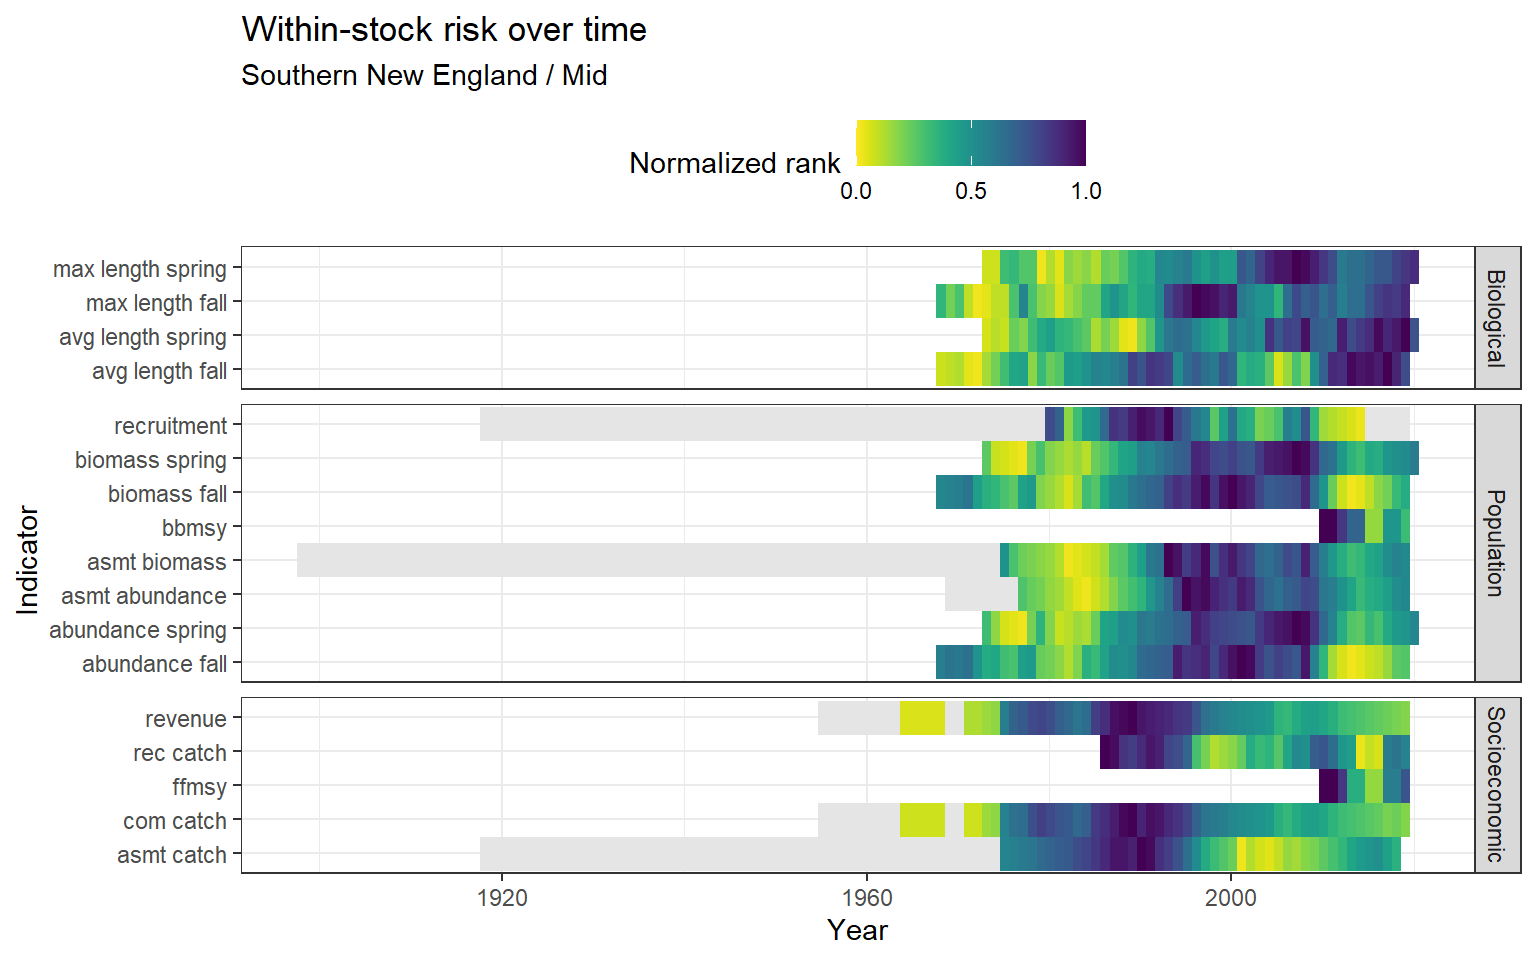 Within-stock risk over time
Southern New England / Mid
Normalized rank
0.0 0.5 1.0
max length spring
max length fall
avg length spring
avg length fall
Biological
recruitment
biomass spring
biomass fall
bbmsy
asmt biomass
asmt abundance
abundance spring
abundance fall
Population
revenue
rec catch
ffmsy
com catch
asmt catch
Socioeconomic
Indicator
1920 1960 2000
Year